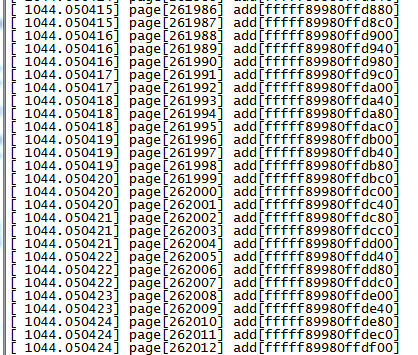 [ 1044.050415] page[261986] add[fffff89980ffd880]
[ 1044.050415] page[261987] add[fffff89980ffd8c0]
[ 1044.050416] page[261988] add[fffff89980ffd900]
[ 1044.050416] page[261989] add[fffff89980ffd940]
[ 1044.050416] page[261990] add[fffff89980ffd980]
[ 1044.050417] page[261991] add[fffff89980ffd9c0]
[ 1044.050417] page[261992] add[fffff89980ffda00]
[ 1044.050418] page[261993] add[fffff89980ffda40]
[ 1044.050418] page[261994] add[fffff89980ffda80]
[ 1044.050418] page[261995] add[fffff89980ffdac0]
[ 1044.050419] page[261996] add[fffff89980ffdb00]
[ 1044.050419] page[261997] add[fffff89980ffdb40]
[ 1044.050419] page[261998] add[fffff89980ffdb80]
[ 1044.050420] page[261999] add[fffff89980ffdbc0]
[ 1044.050420] page[262000] add[fffff89980ffdc00]
[ 1044.050420] page[262001] add[fffff89980ffdc40]
[ 1044.050421] page[262002] add[fffff89980ffdc80]
[ 1044.050421] page[262003] add[fffff89980ffdcc0]
[ 1044.050421] page[262004] add[fffff89980ffdd00]
[ 1044.050422] page[262005] add[fffff89980ffdd40]
[ 1044.050422] page[262006] add[fffff89980ffdd80]
[ 1044.050422] page[262007] add[fffff89980ffddc0]
[ 1044.050423] page[262008] add[fffff89980ffde00]
[ 1044.050423] page[262009] add[fffff89980ffde40]
[ 1044.050424] page[262010] add[fffff89980ffde80]
[ 1044.050424] page[262011] add[fffff89980ffdec0]
[ 1044.050424] page[262012] add[fffff89980ffdf00]